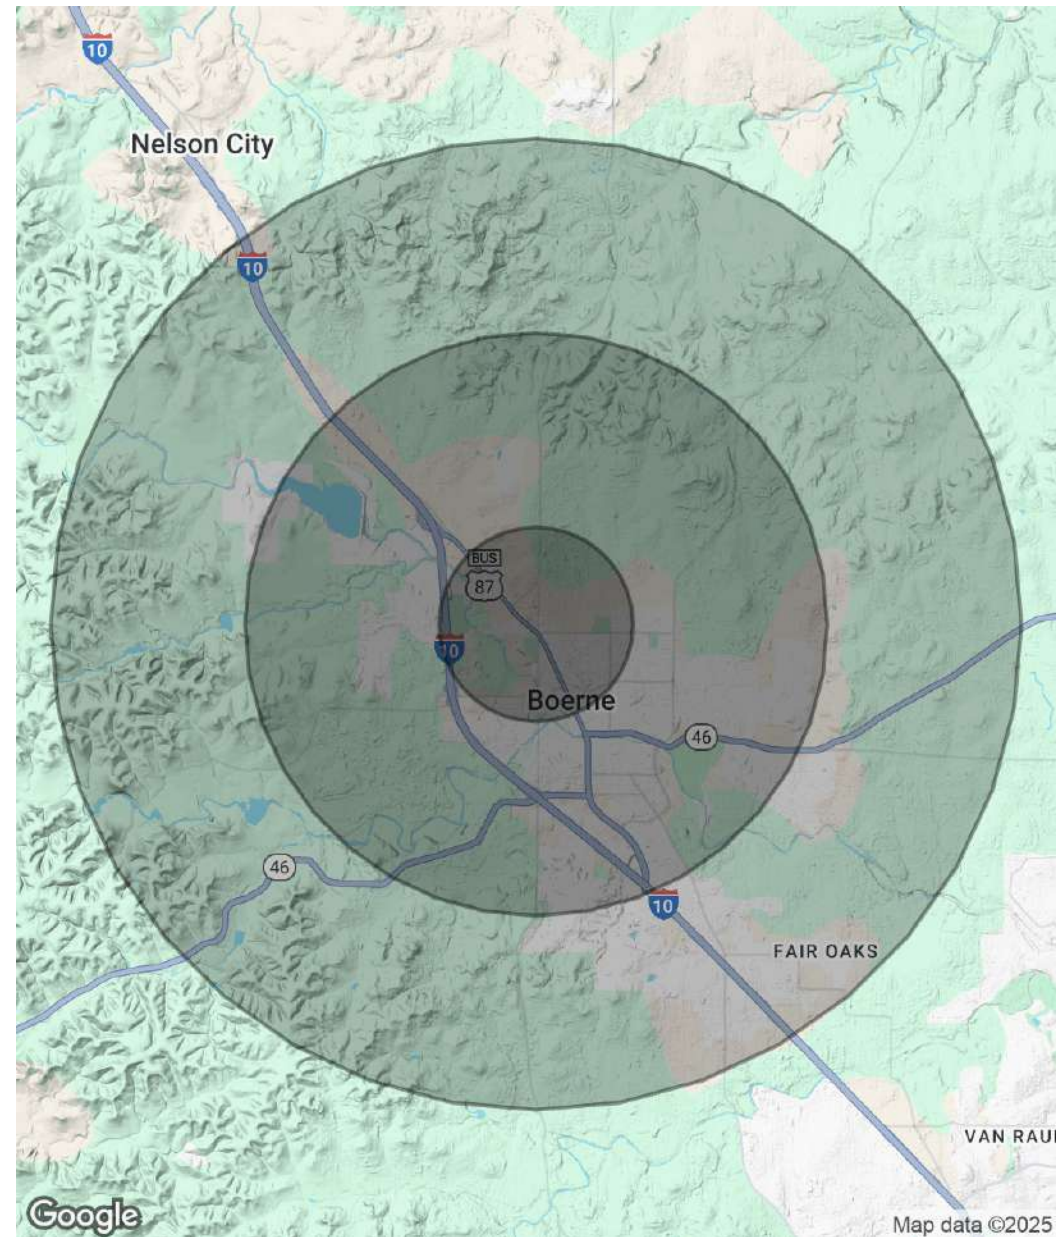 10
Nelson City
10
BUS
87
10
Boerne
46
46
10
FAIR OAKS
VAN RAU
Google
Map data ©2025